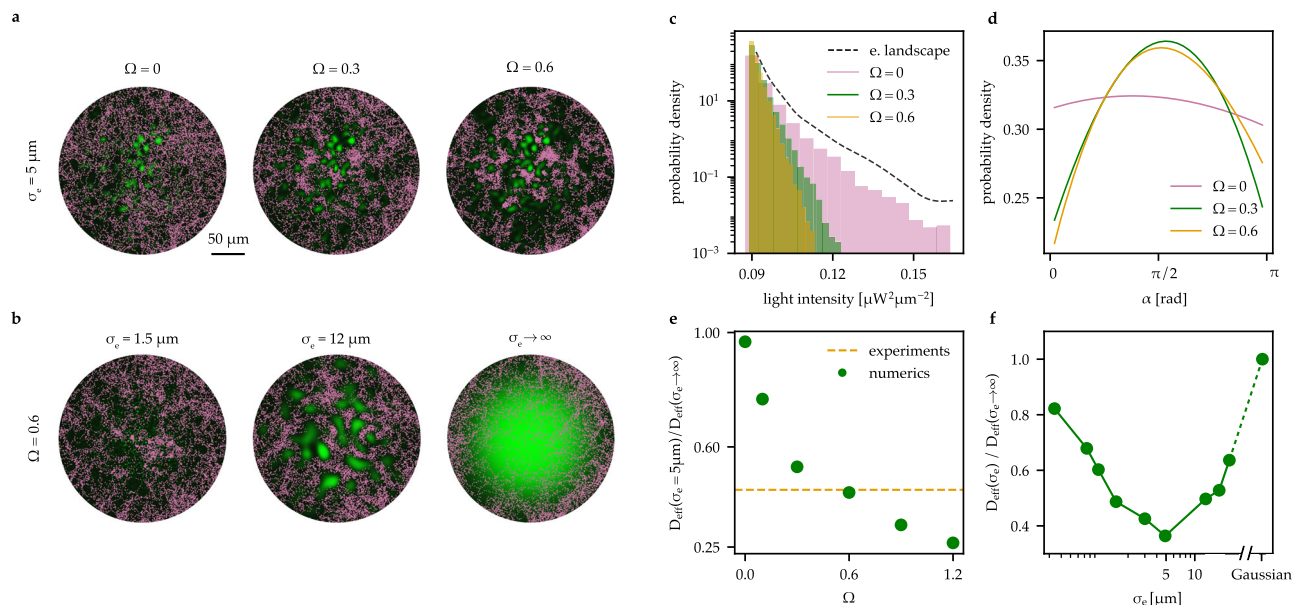 a
Ω = 0
Ω = 0.3
Ω = 0.6
σe = 5 µm
50 µm
b
σe = 1.5 µm
σe = 12 µm
σe → ∞
Ω = 0.6
c
probability density
10¹
10⁻¹
10⁻³
0.09
0.12
0.15
light intensity [µW²µm⁻²]
e. landscape
Ω = 0
Ω = 0.3
Ω = 0.6
d
probability density
0.35
0.30
0.25
0
π/2
π
α [rad]
Ω = 0
Ω = 0.3
Ω = 0.6
e
Deff(σe = 5µm)/Deff(σe→∞)
1.00
0.60
0.25
0.0
0.6
1.2
Ω
experiments
numerics
f
Deff(σe) / Deff(σe→∞)
1.0
0.8
0.6
0.4
5
10
Gaussian
σe [µm]